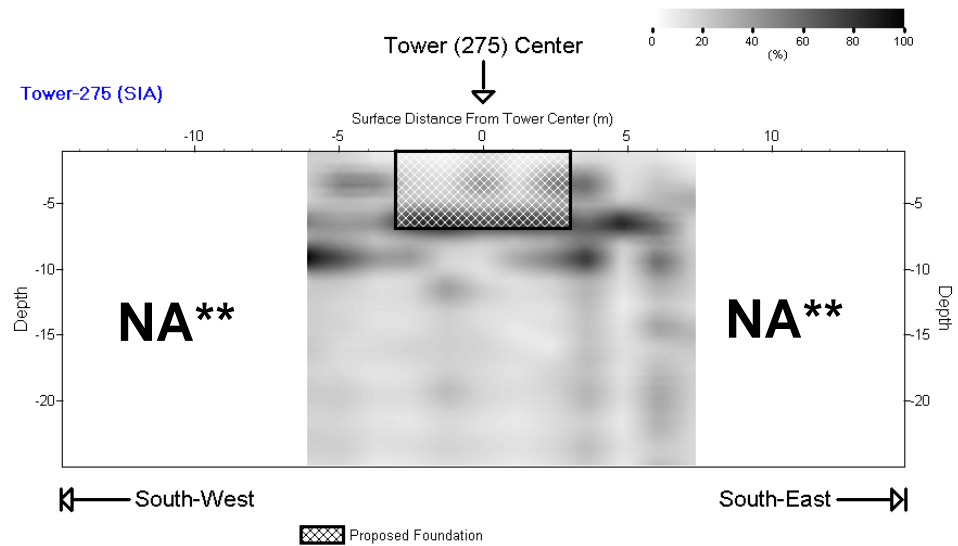 0 20 40 60 80 100
(%)
Tower (275) Center
Tower-275 (SIA)
Surface Distance From Tower Center (m)
-10 -5 0 5 10
-5 -5
-10 -10
-15 -15
-20 -20
Depth Depth
NA** NA**
South-West South-East
Proposed Foundation